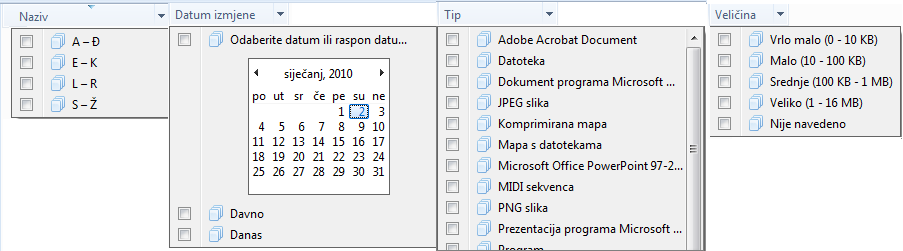 Naziv
A – Đ
E – K
L – R
S – Ž
Datum izmjene
Odaberite datum ili raspon datu...
siječanj, 2010
po ut sr če pe su ne
1 2 3
4 5 6 7 8 9 10
11 12 13 14 15 16 17
18 19 20 21 22 23 24
25 26 27 28 29 30 31
Davno
Danas
Tip
Adobe Acrobat Document
Datoteka
Dokument programa Microsoft ...
JPEG slika
Komprimirana mapa
Mapa s datotekama
Microsoft Office PowerPoint 97-2...
MIDI sekvenca
PNG slika
Prezentacija programa Microsoft ...
Program
Veličina
Vrlo malo (0 - 10 KB)
Malo (10 - 100 KB)
Srednje (100 KB - 1 MB)
Veliko (1 - 16 MB)
Nije navedeno